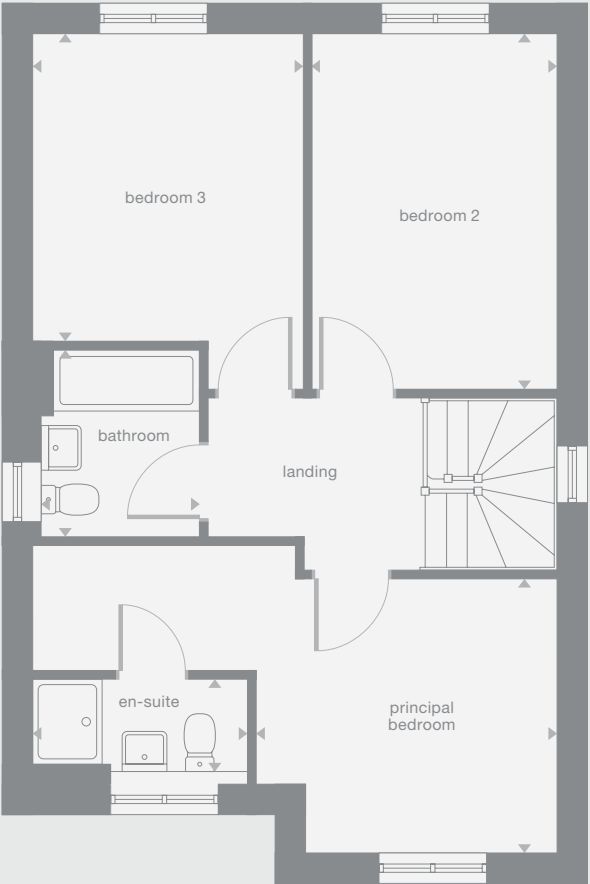 bedroom 3
bedroom 2
bathroom
landing
en-suite
principal
bedroom